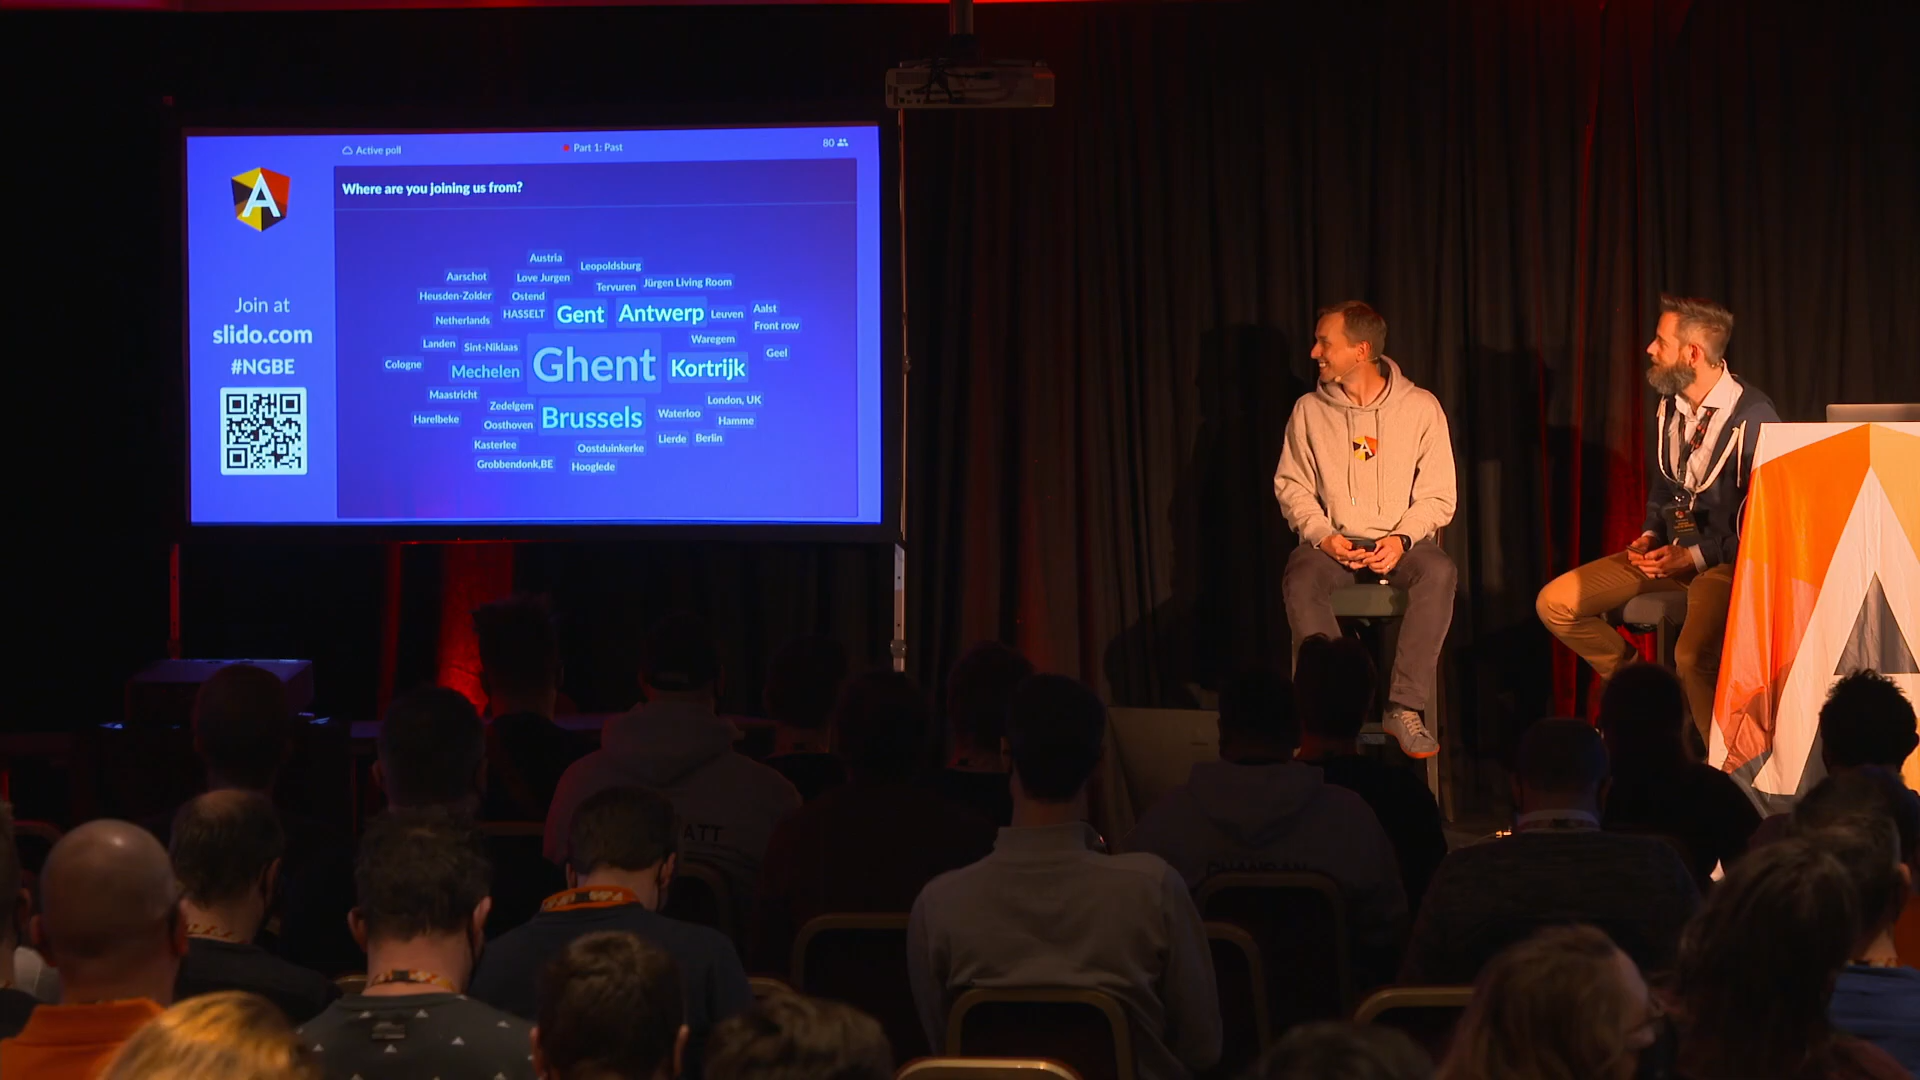 Active poll
Part 1: Past
80
A
Where are you joining us from?
Join at
slido.com
#NGBE
Austria
Leopoldsburg
Aarschot
Love Jurgen
Tervuren
Jürgen Living Room
Heusden-Zolder
Ostend
Netherlands
HASSELT
Gent
Antwerp
Leuven
Aalst
Front row
Landen
Sint-Niklaas
Waregem
Geel
Cologne
Mechelen
Ghent
Kortrijk
Maastricht
Zedelgem
London, UK
Harelbeke
Oosthoven
Brussels
Waterloo
Hamme
Kasterlee
Oostduinkerke
Lierde
Berlin
Grobbendonk,BE
Hooglede
A
A
ATT